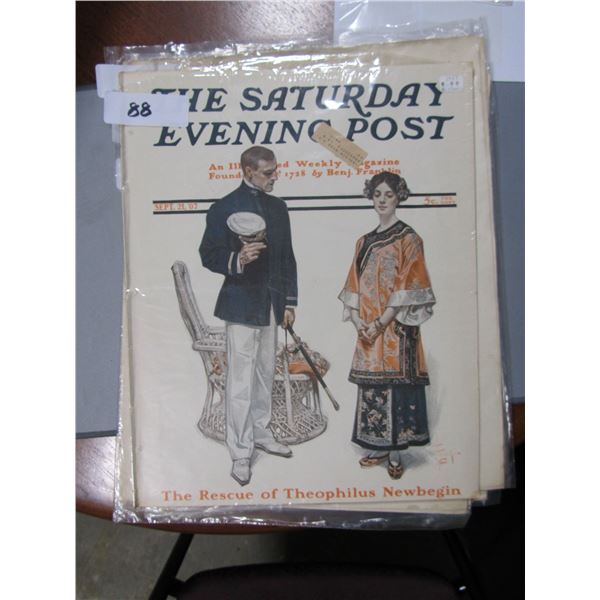 88
THE SATURDAY
EVENING POST
An Ill ed Weekly Magazine
Found 1728 by Benj. Franklin
SEPT. 21, '07
5c.
The Rescue of Theophilus Newbegin